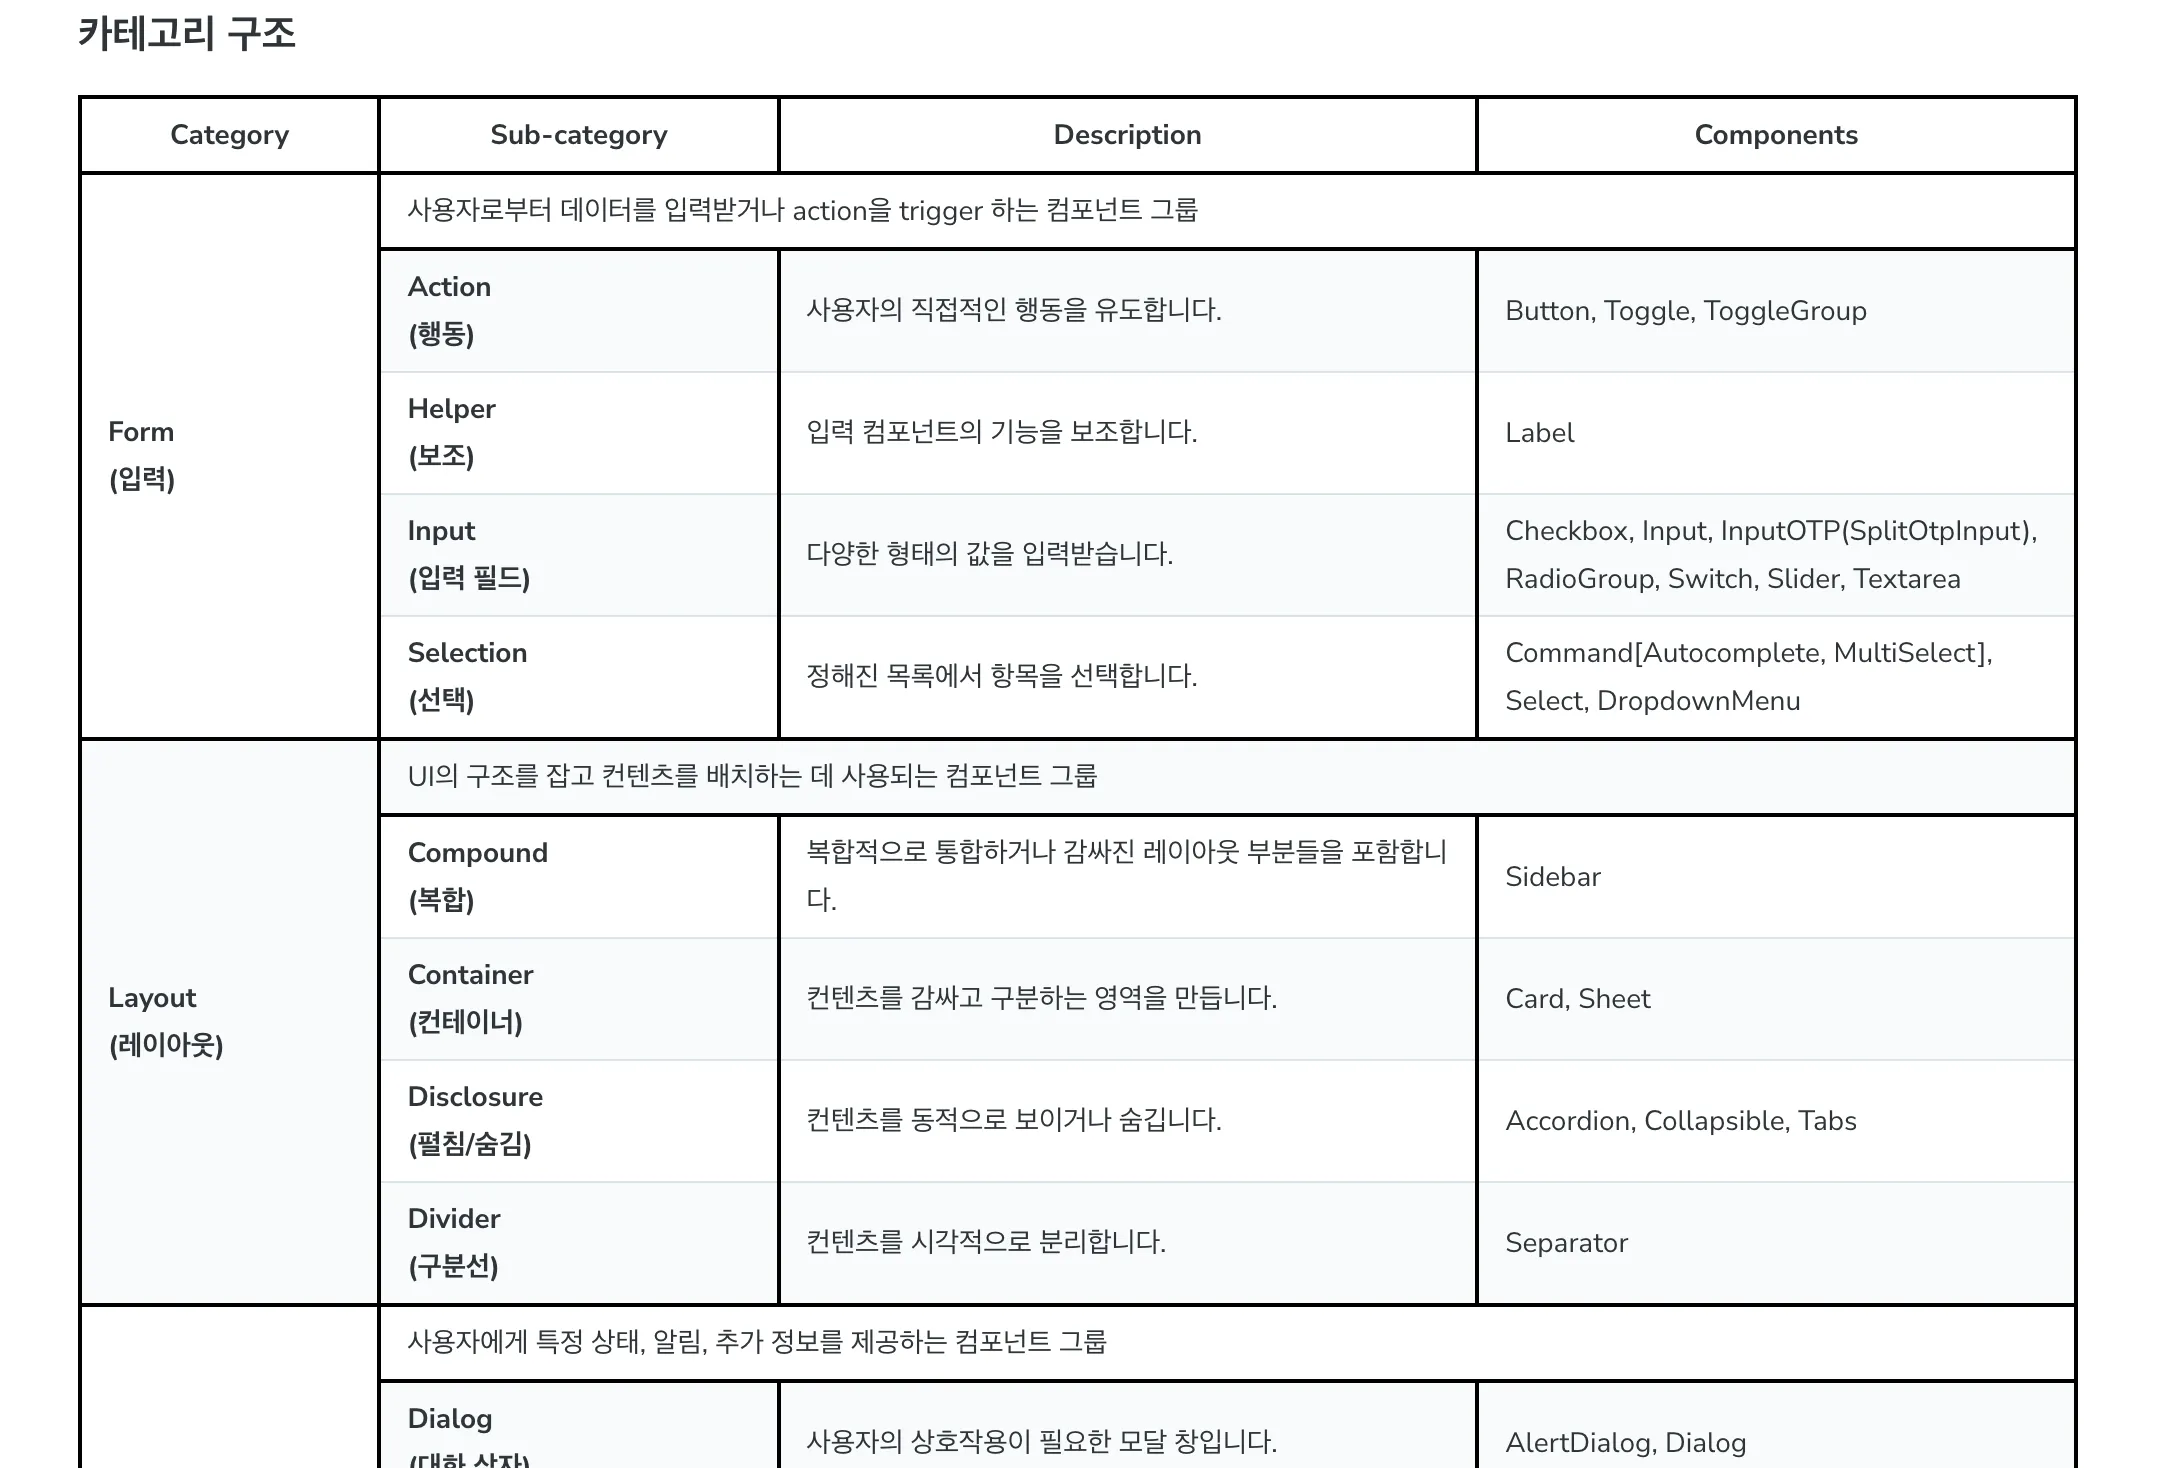 카테고리 구조
Category
Sub-category
Description
Components
Form
(입력)
사용자로부터 데이터를 입력받거나 action을 trigger 하는 컴포넌트 그룹
Action
(행동)
사용자의 직접적인 행동을 유도합니다.
Button, Toggle, ToggleGroup
Helper
(보조)
입력 컴포넌트의 기능을 보조합니다.
Label
Input
(입력 필드)
다양한 형태의 값을 입력받습니다.
Checkbox, Input, InputOTP(SplitOtpInput),
RadioGroup, Switch, Slider, Textarea
Selection
(선택)
정해진 목록에서 항목을 선택합니다.
Command[Autocomplete, MultiSelect],
Select, DropdownMenu
Layout
(레이아웃)
UI의 구조를 잡고 컨텐츠를 배치하는 데 사용되는 컴포넌트 그룹
Compound
(복합)
복합적으로 통합하거나 감싸진 레이아웃 부분들을 포함합니
다.
Sidebar
Container
(컨테이너)
컨텐츠를 감싸고 구분하는 영역을 만듭니다.
Card, Sheet
Disclosure
(펼침/숨김)
컨텐츠를 동적으로 보이거나 숨깁니다.
Accordion, Collapsible, Tabs
Divider
(구분선)
컨텐츠를 시각적으로 분리합니다.
Separator
사용자에게 특정 상태, 알림, 추가 정보를 제공하는 컴포넌트 그룹
Dialog
(대화 상자)
사용자의 상호작용이 필요한 모달 창입니다.
AlertDialog, Dialog